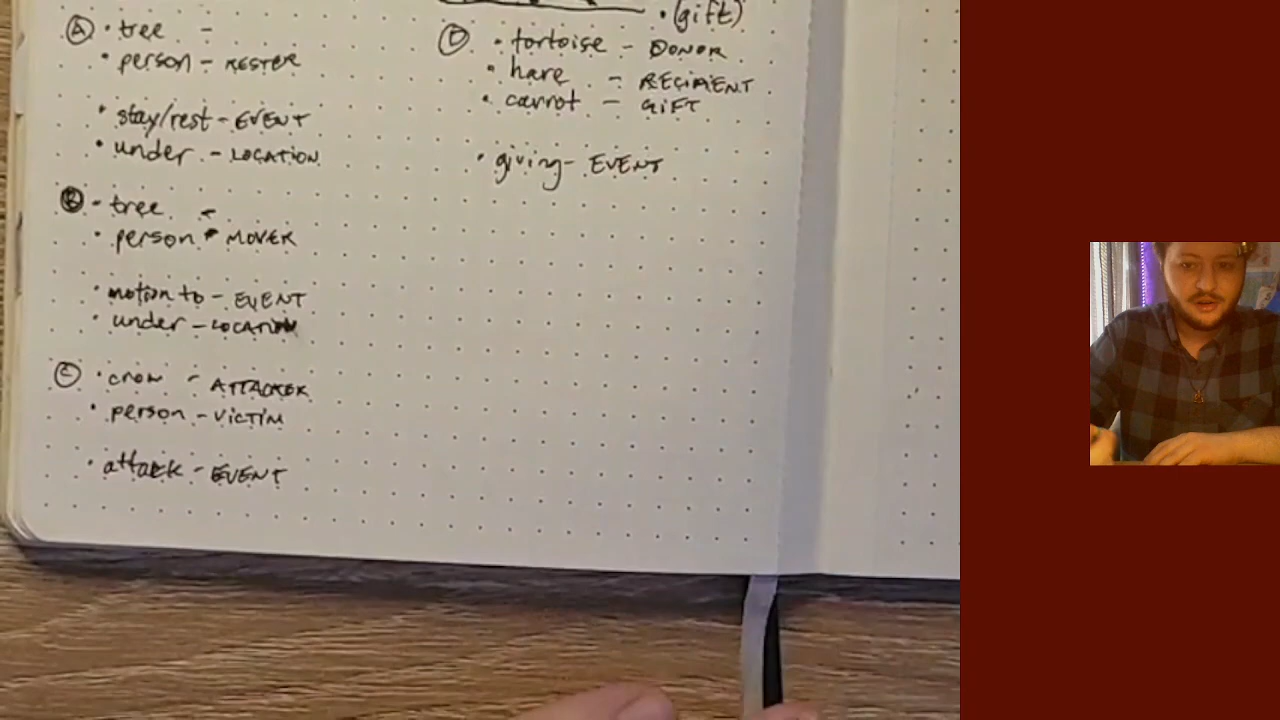 (A) • tree –
• person – RESTER
• stay/rest – EVENT
• under – LOCATION
(B) – tree –
• person • MOVER
• motion to – EVENT
• under – LOCATION
(C) • crow – ATTACKER
• person – VICTIM
• attack – EVENT
• (gift)
(D) • tortoise – DONOR
• hare – RECIPIENT
• carrot – GIFT
• giving – EVENT